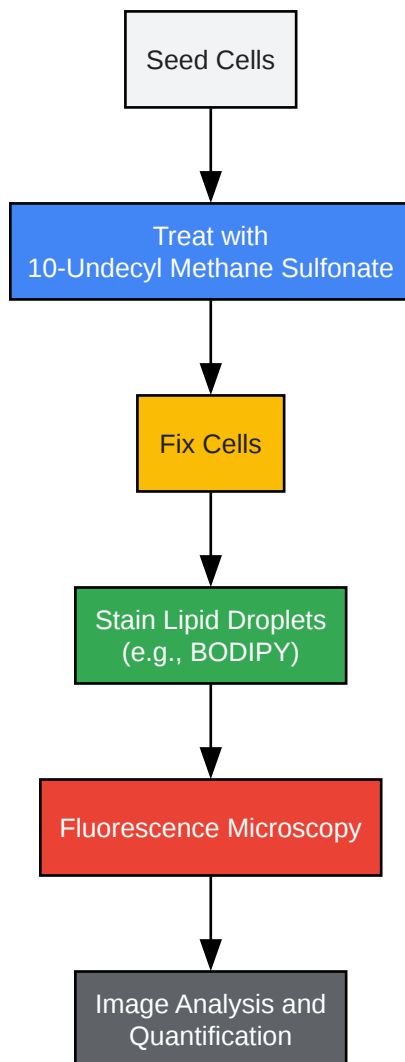 Seed Cells
Treat with
10-Undecyl Methane Sulfonate
Fix Cells
Stain Lipid Droplets
(e.g., BODIPY)
Fluorescence Microscopy
Image Analysis and
Quantification